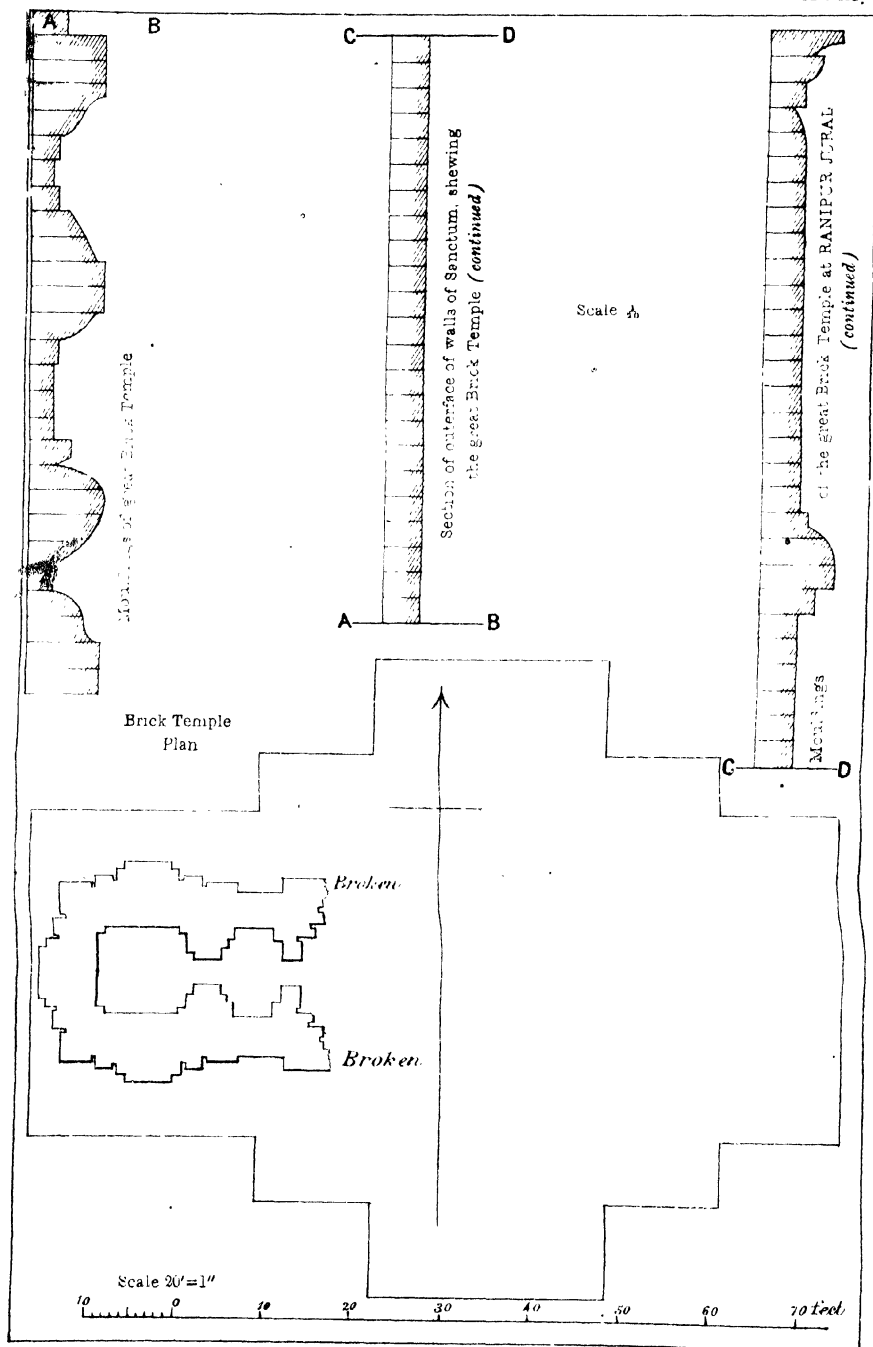 A
B
C
D
Mouldings of great Brick Temple
Section of outerface of walls of Sanctum, shewing
the great Brick Temple (continued)
A
B
Scale
Mouldings of the great Brick Temple at RANIPUR JURAL
(continued)
C
D
Brick Temple
Plan
Broken
Broken
Scale 20'=1"
10 0 10 20 30 40 50 60 70 feet